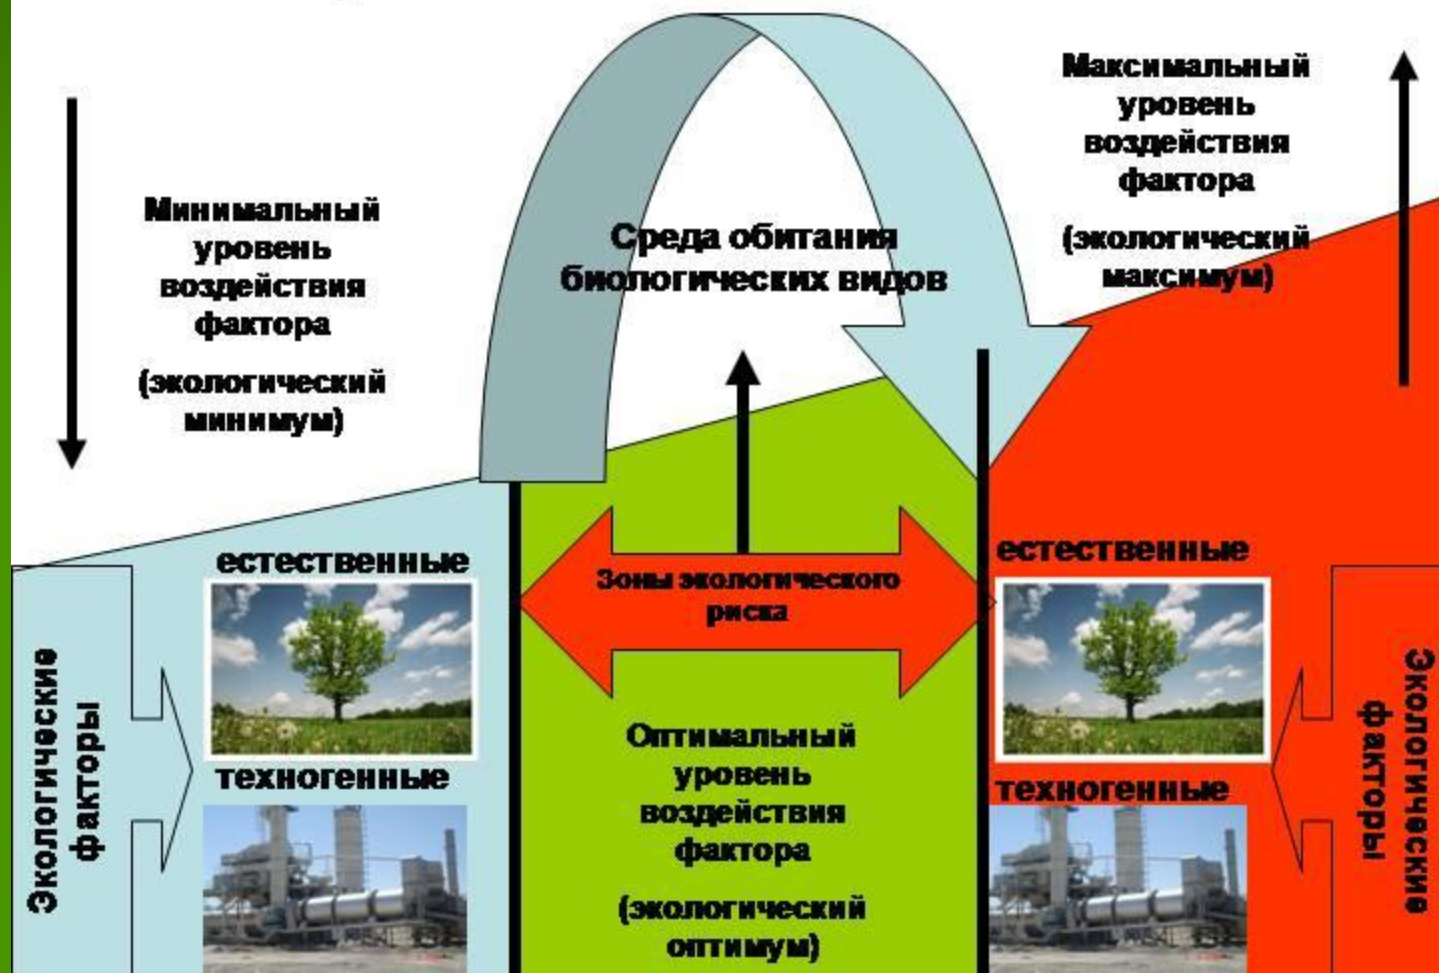 Минимальный
уровень
воздействия
фактора
(экологический
минимум)
Среда обитания
биологических видов
Максимальный
уровень
воздействия
фактора
(экологический
максимум)
Экологические
факторы
естественные
техногенные
Зоны экологического
риска
Оптимальный
уровень
воздействия
фактора
(экологический
оптимум)
естественные
техногенные
Экологические
факторы